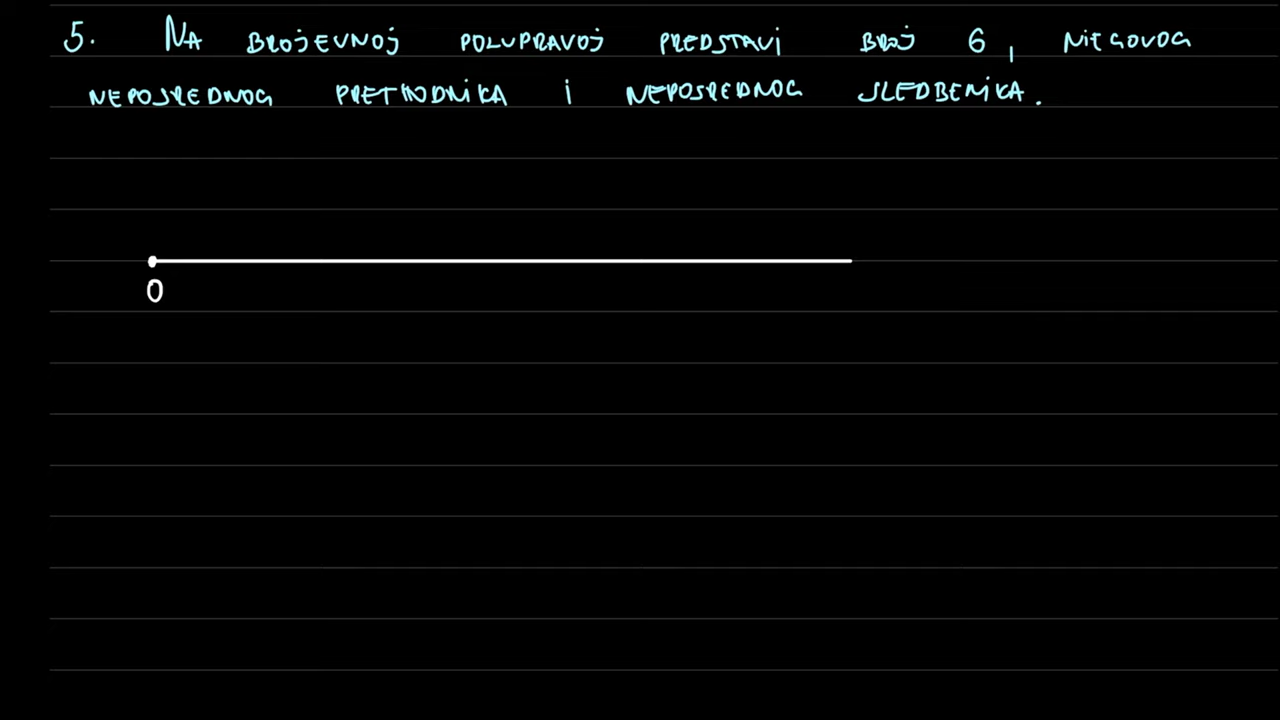 5. NA BROJEVNOJ POLUPRAVOJ PREDSTAVI BROJ 6, NJEGOVOG
NEPOSREDNOG PRETHODNIKA I NEPOSREDNOG SLEDBENIKA.
0